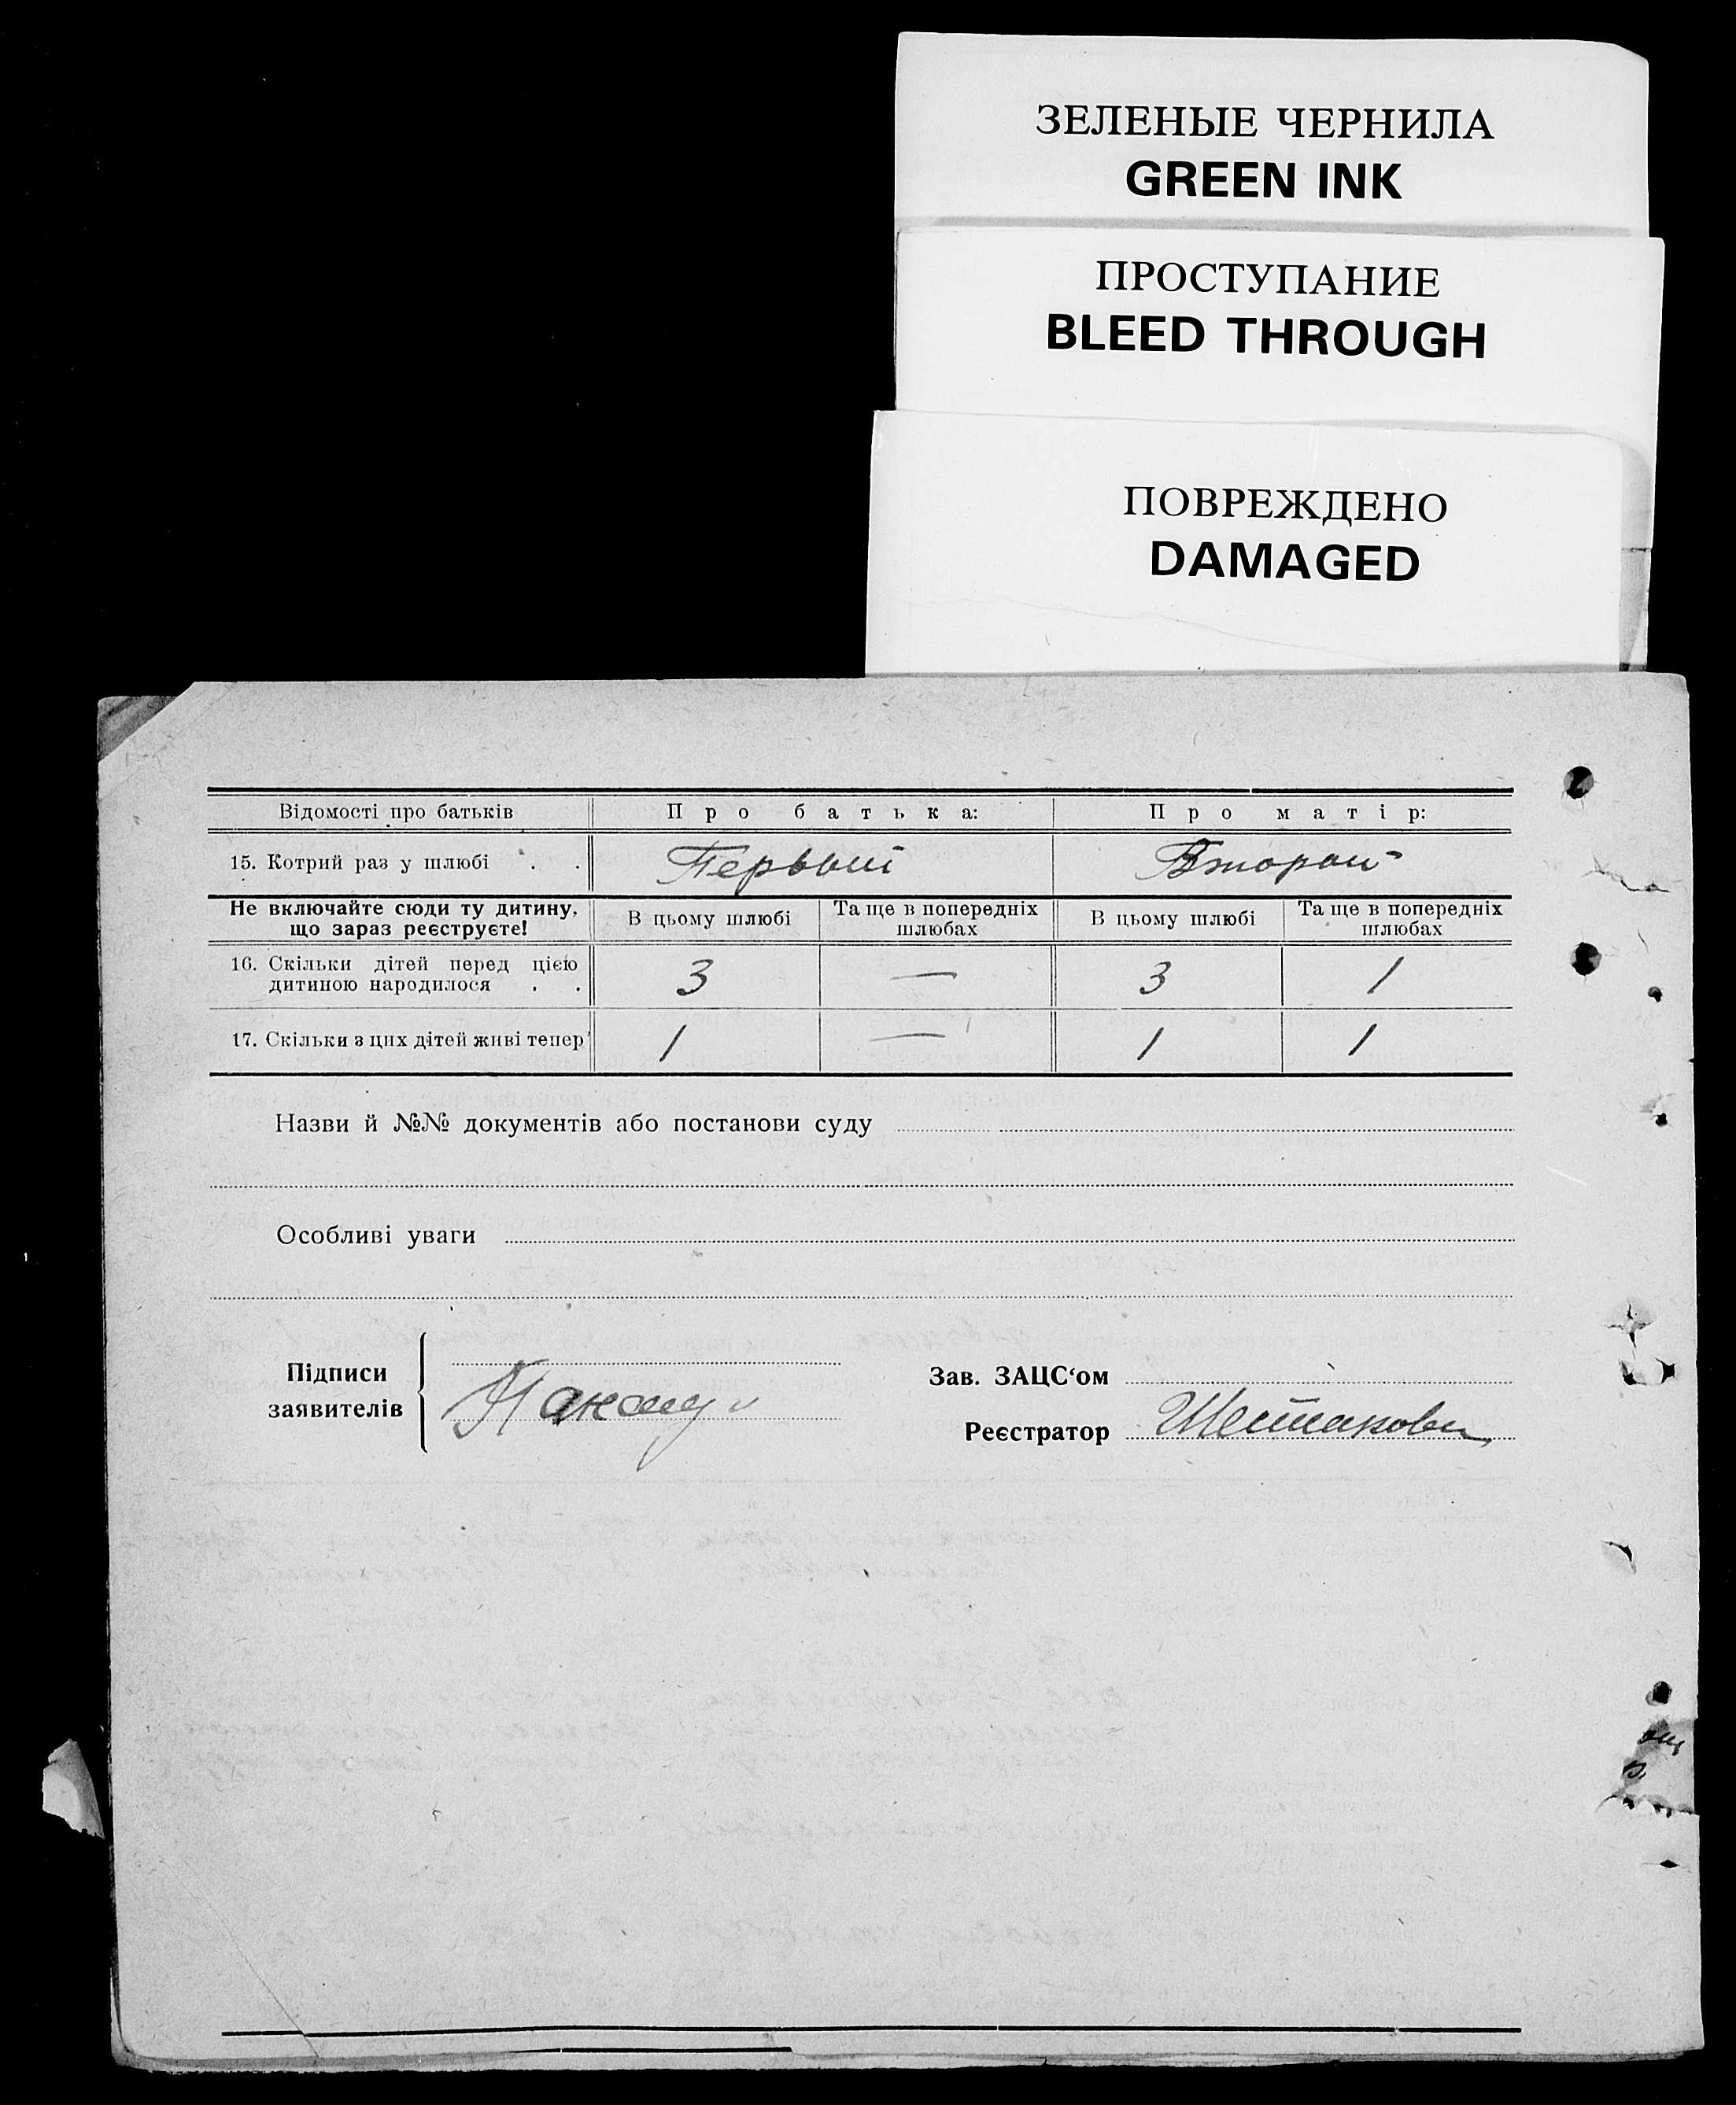 ЗЕЛЕНЫЕ ЧЕРНИЛА
GREEN INK
ПРОСТУПАНИЕ
BLEED THROUGH
ПОВРЕЖДЕНО
DAMAGED
Відомості про батьків Про батька: Про матір:
15. Котрий раз у шлюбі . . Первый Второй
Не включайте сюди ту дитину, що зараз реєструєте! В цьому шлюбі Та ще в попередніх шлюбах В цьому шлюбі Та ще в попередніх шлюбах
16. Скільки дітей перед цією дитиною народилося . . 3 — 3 1
17. Скільки з цих дітей живі тепер 1 — 1 1
Назви й №№ документів або постанови суду
Особливі уваги
Підписи заявителів
Зав. ЗАЦС‘ом
Реєстратор Шестакова